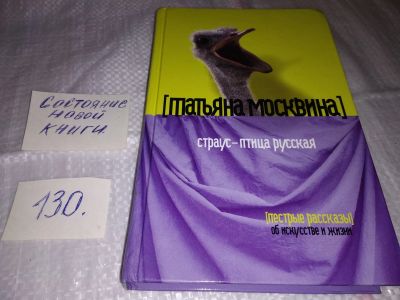 Состояние
новой
книги
130.
[татьяна москвина]
страус-птица русская
[пестрые рассказы]
об искусстве и жизни